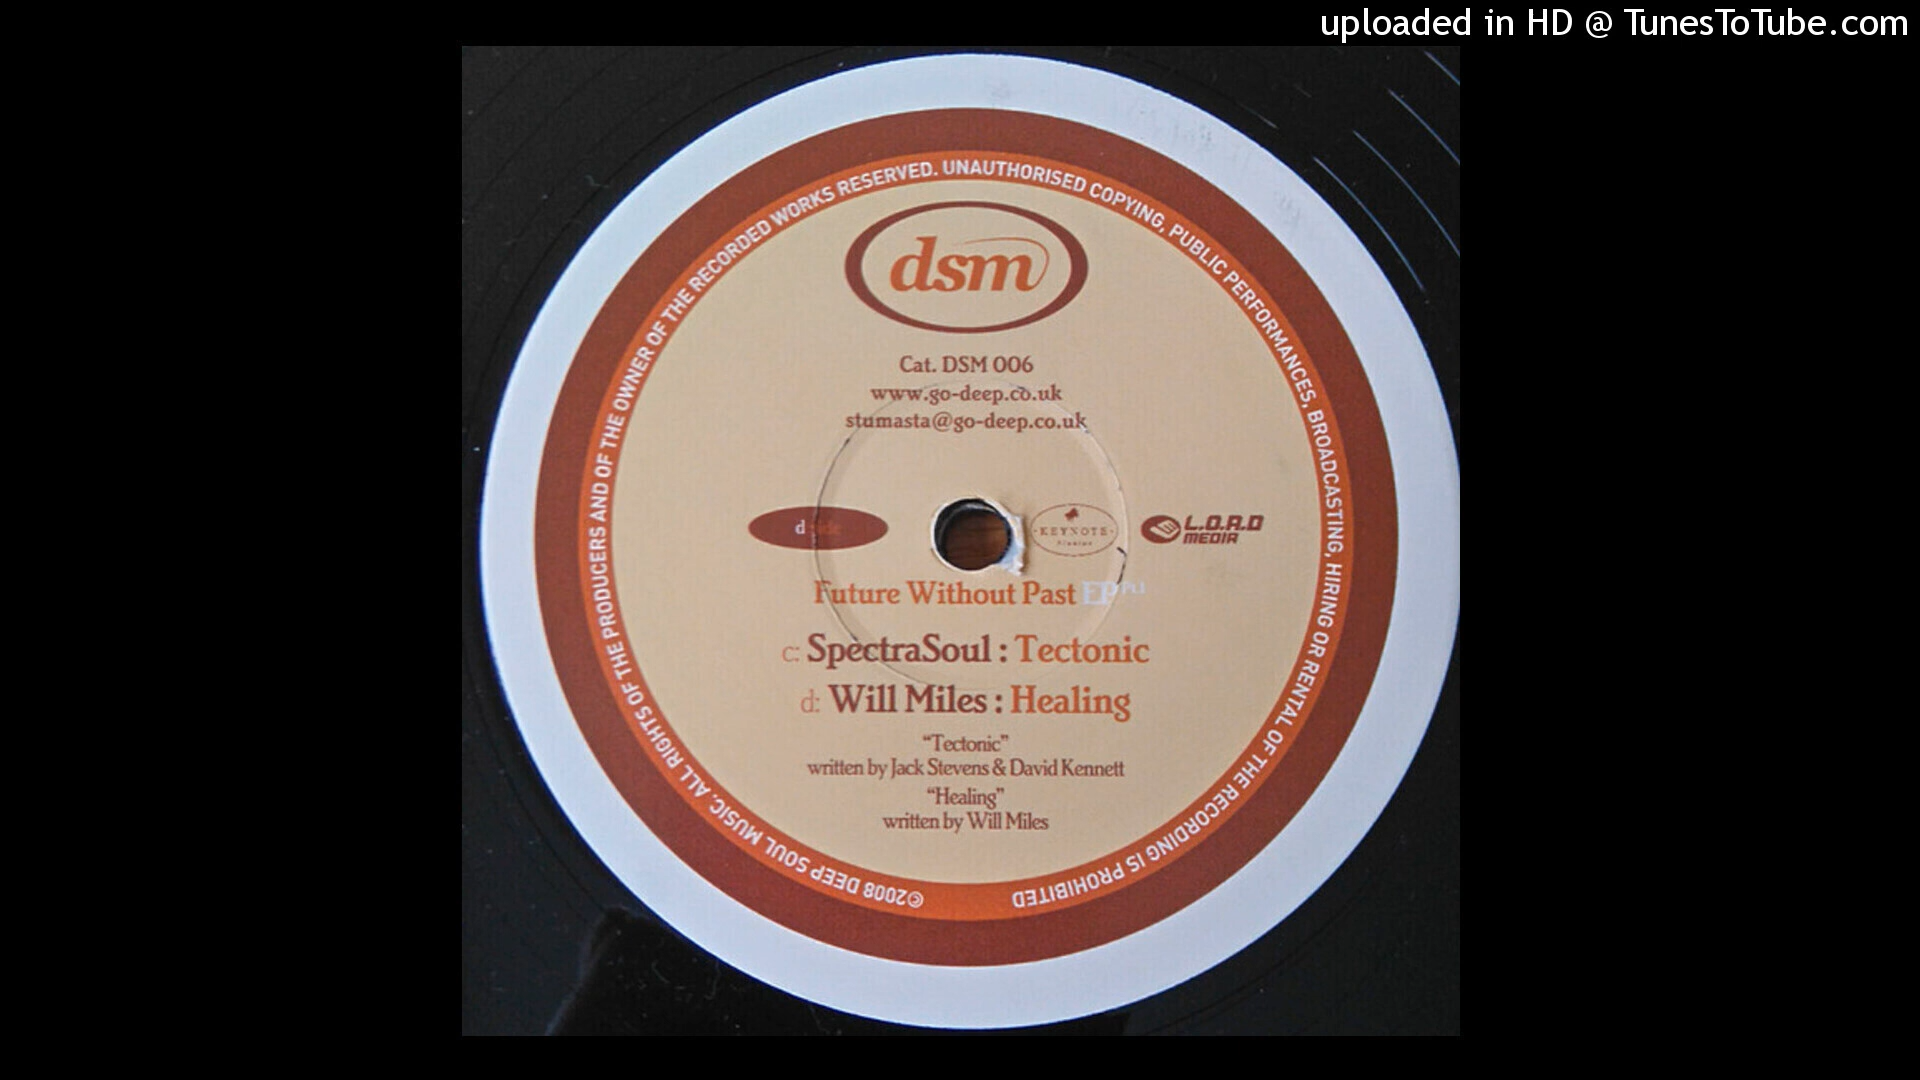 uploaded in HD @ TunesToTube.com
©2008 DEEP SOUL MUSIC. ALL RIGHTS OF THE PRODUCERS AND OF THE OWNER OF THE RECORDED WORKS RESERVED. UNAUTHORISED COPYING, PUBLIC PERFORMANCES, BROADCASTING, HIRING OR RENTAL OF THE RECORDING IS PROHIBITED
dsm
Cat. DSM 006
www.go-deep.co.uk
stumasta@go-deep.co.uk
d side
KEYNOTE
L.O.A.D
MEDIA
Future Without Past EP Pt.1
c: SpectraSoul : Tectonic
d: Will Miles : Healing
“Tectonic”
written by Jack Stevens & David Kennett
“Healing”
written by Will Miles